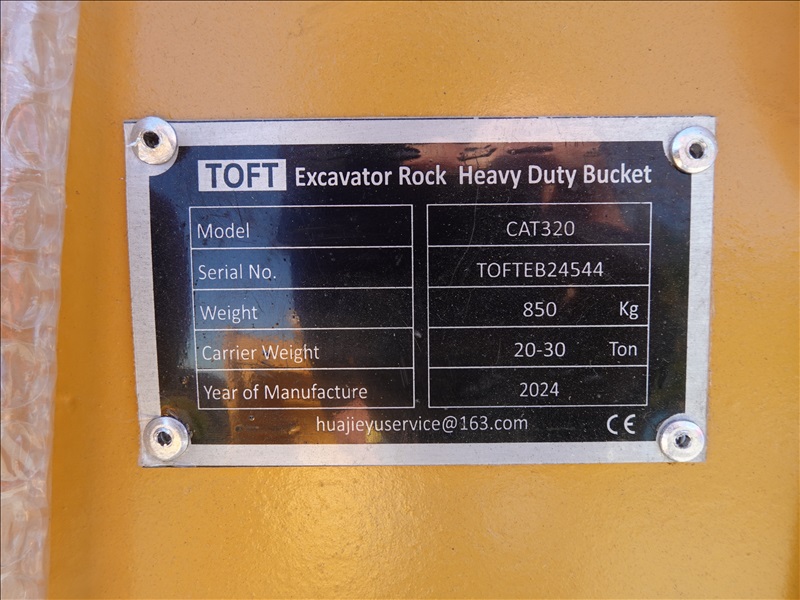 TOFT Excavator Rock Heavy Duty Bucket
Model CAT320
Serial No. TOFTEB24544
Weight 850 Kg
Carrier Weight 20-30 Ton
Year of Manufacture 2024
huajieyuservice@163.com CE